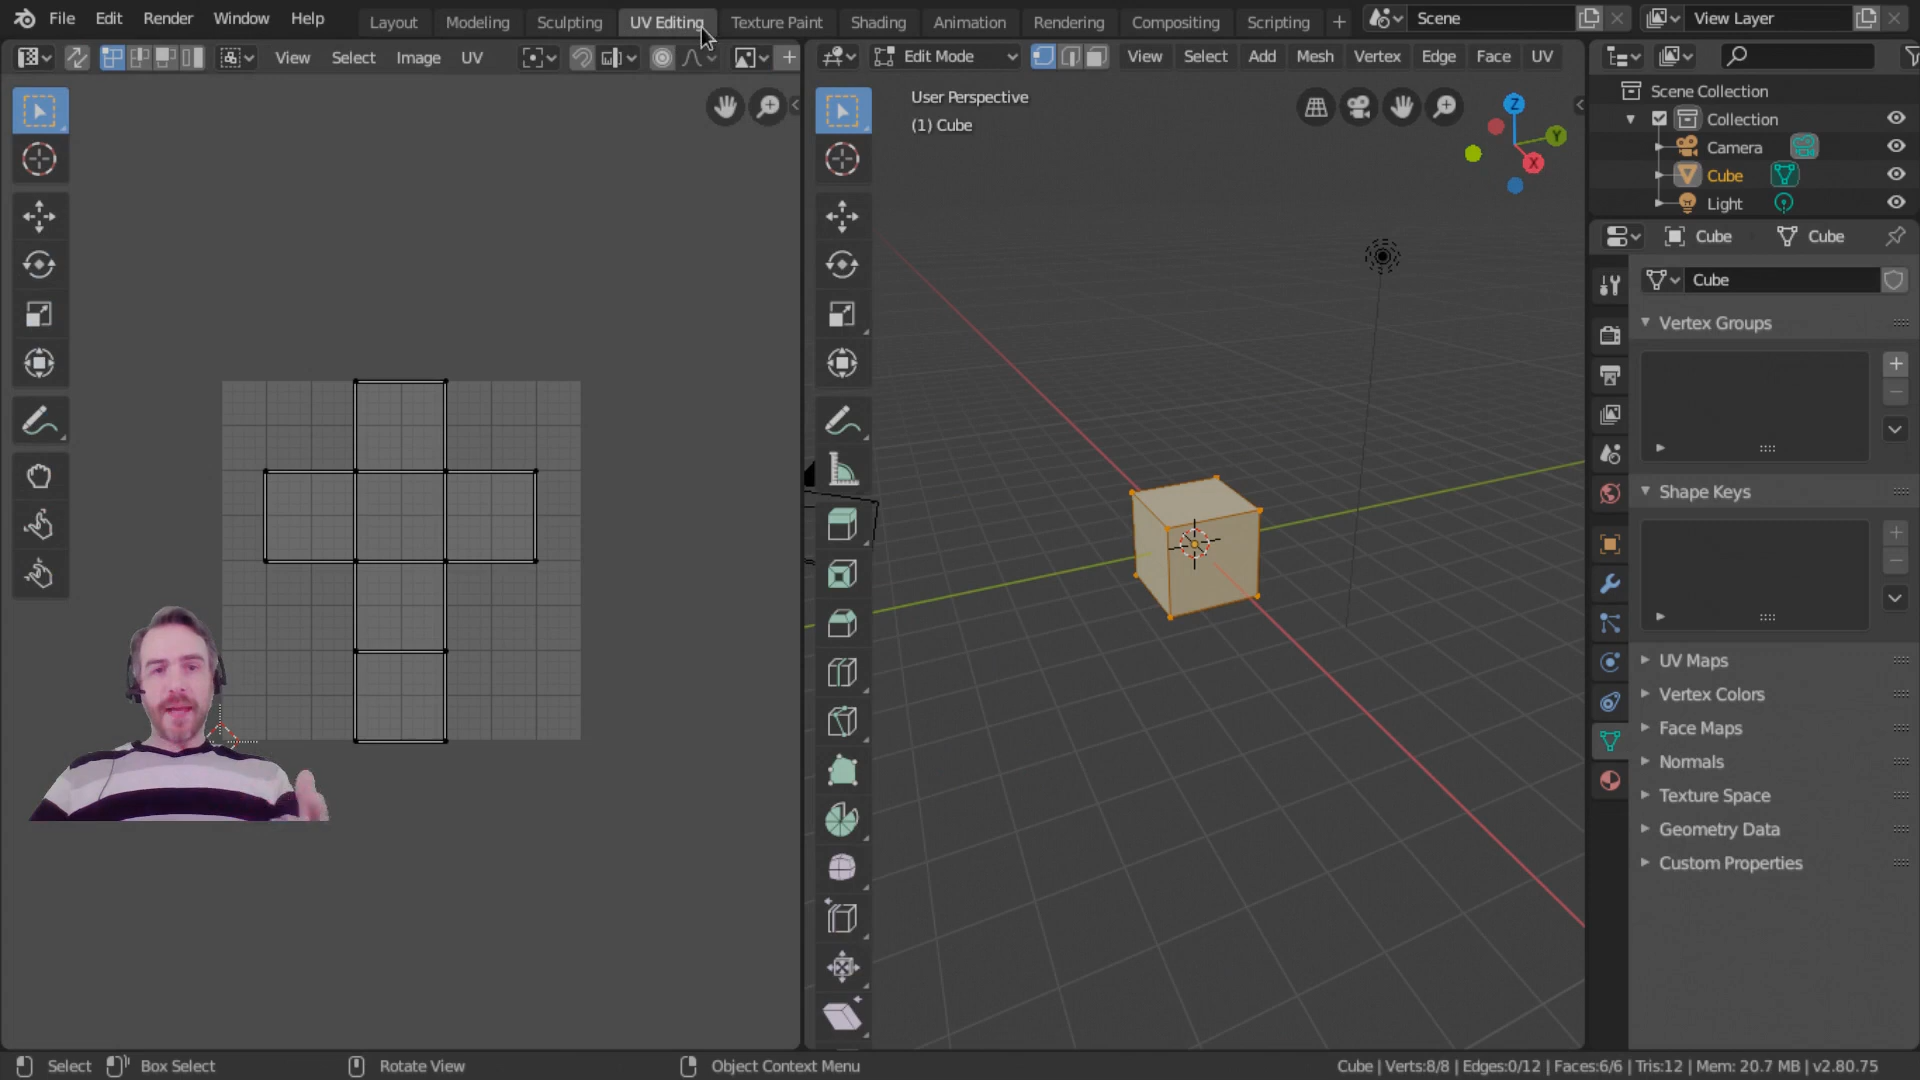 File Edit Render Window Help Layout Modeling Sculpting UV Editing Texture Paint Shading Animation Rendering Compositing Scripting + Scene View Layer
View Select Image UV Edit Mode View Select Add Mesh Vertex Edge Face UV
User Perspective
(1) Cube
Z
Y
X
Scene Collection
Collection
Camera
Cube
Light
Cube Cube
Cube
Vertex Groups
Shape Keys
UV Maps
Vertex Colors
Face Maps
Normals
Texture Space
Geometry Data
Custom Properties
Select Box Select Rotate View Object Context Menu Cube | Verts:8/8 | Edges:0/12 | Faces:6/6 | Tris:12 | Mem: 20.7 MB | v2.80.75